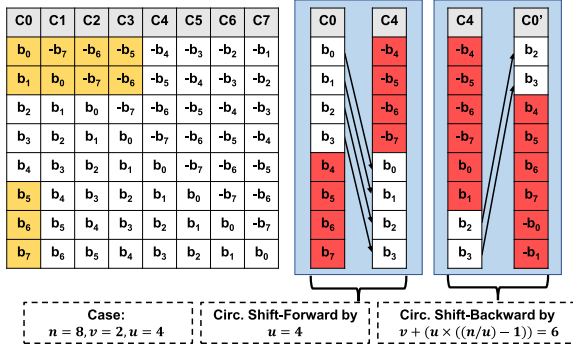 C0 C1 C2 C3 C4 C5 C6 C7
b₀ -b₇ -b₆ -b₅ -b₄ -b₃ -b₂ -b₁
b₁ b₀ -b₇ -b₆ -b₅ -b₄ -b₃ -b₂
b₂ b₁ b₀ -b₇ -b₆ -b₅ -b₄ -b₃
b₃ b₂ b₁ b₀ -b₇ -b₆ -b₅ -b₄
b₄ b₃ b₂ b₁ b₀ -b₇ -b₆ -b₅
b₅ b₄ b₃ b₂ b₁ b₀ -b₇ -b₆
b₆ b₅ b₄ b₃ b₂ b₁ b₀ -b₇
b₇ b₆ b₅ b₄ b₃ b₂ b₁ b₀
C0 C4
b₀ -b₄
b₁ -b₅
b₂ -b₆
b₃ -b₇
b₄ b₀
b₅ b₁
b₆ b₂
b₇ b₃
C4 C0’
-b₄ b₂
-b₅ b₃
-b₆ b₄
-b₇ b₅
b₀ b₆
b₁ b₇
b₂ -b₀
b₃ -b₁
Case:
n = 8, v = 2, u = 4
Circ. Shift-Forward by
u = 4
Circ. Shift-Backward by
v + (u × ((n/u) − 1)) = 6